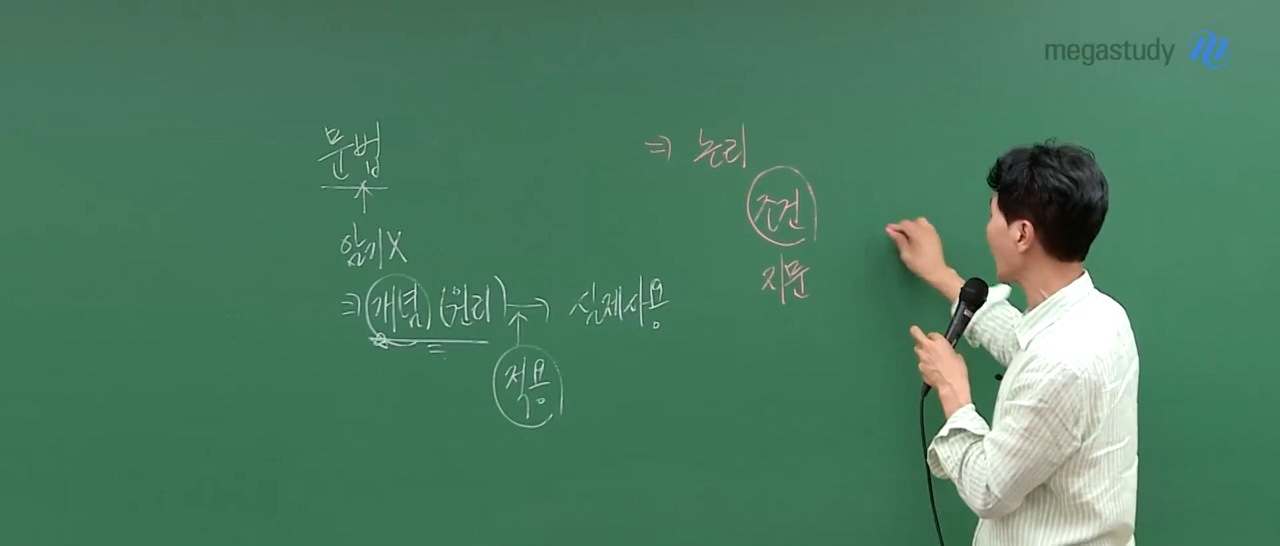 megastudy
문법
암기X
⇒ 개념 (원리) → 실제사용
적용
⇒ 논리
조건
지문